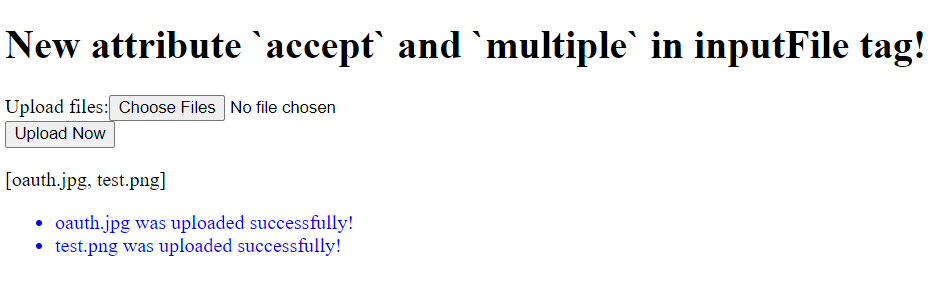 New attribute `accept` and `multiple` in inputFile tag!
Upload files: Choose Files No file chosen
Upload Now
[oauth.jpg, test.png]
oauth.jpg was uploaded successfully!
test.png was uploaded successfully!